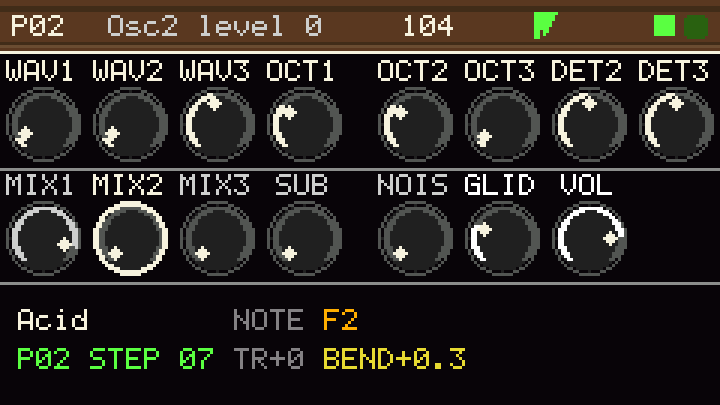 P02 Osc2 level 0 104
WAV1 WAV2 WAV3 OCT1 OCT2 OCT3 DET2 DET3
MIX1 MIX2 MIX3 SUB NOIS GLID VOL
Acid NOTE F2
P02 STEP 07 TR+0 BEND+0.3